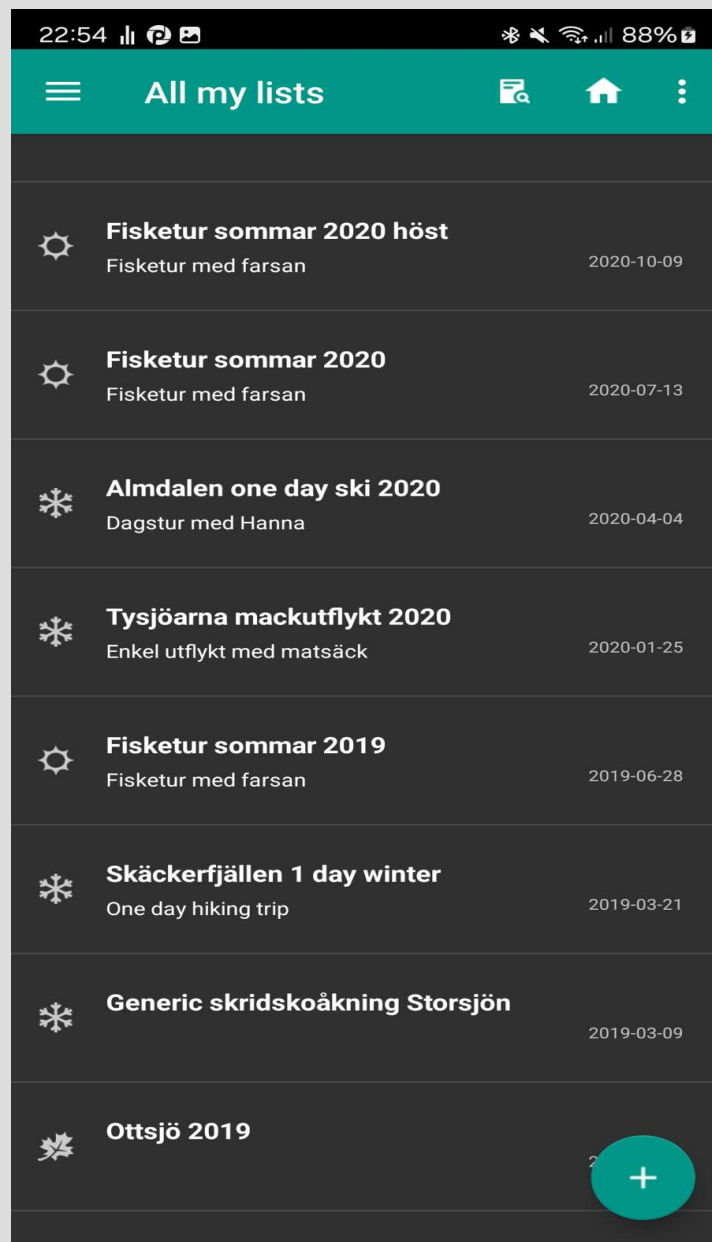 22:54 88%
All my lists
Fisketur sommar 2020 höst
Fisketur med farsan
2020-10-09
Fisketur sommar 2020
Fisketur med farsan
2020-07-13
Almdalen one day ski 2020
Dagstur med Hanna
2020-04-04
Tysjöarna mackutflykt 2020
Enkel utflykt med matsäck
2020-01-25
Fisketur sommar 2019
Fisketur med farsan
2019-06-28
Skäckerfjällen 1 day winter
One day hiking trip
2019-03-21
Generic skridskoåkning Storsjön
2019-03-09
Ottsjö 2019